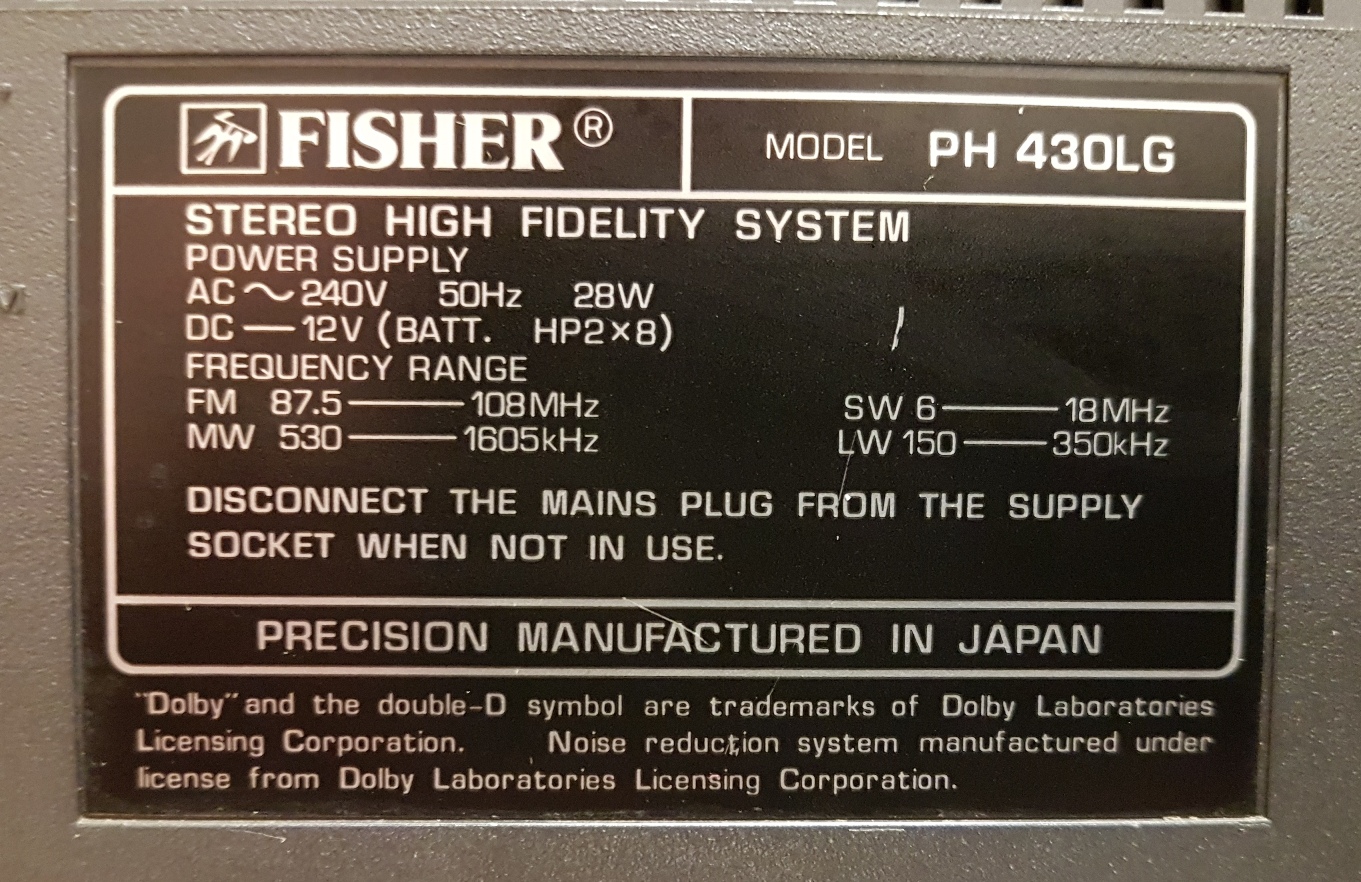 FISHER®
MODEL PH 430LG
STEREO HIGH FIDELITY SYSTEM
POWER SUPPLY
AC ～ 240V 50Hz 28W
DC — 12V (BATT. HP2×8)
FREQUENCY RANGE
FM 87.5 — 108MHz SW 6 — 18MHz
MW 530 — 1605kHz LW 150 — 350kHz
DISCONNECT THE MAINS PLUG FROM THE SUPPLY
SOCKET WHEN NOT IN USE.
PRECISION MANUFACTURED IN JAPAN
"Dolby" and the double-D symbol are trademarks of Dolby Laboratories
Licensing Corporation. Noise reduction system manufactured under
license from Dolby Laboratories Licensing Corporation.